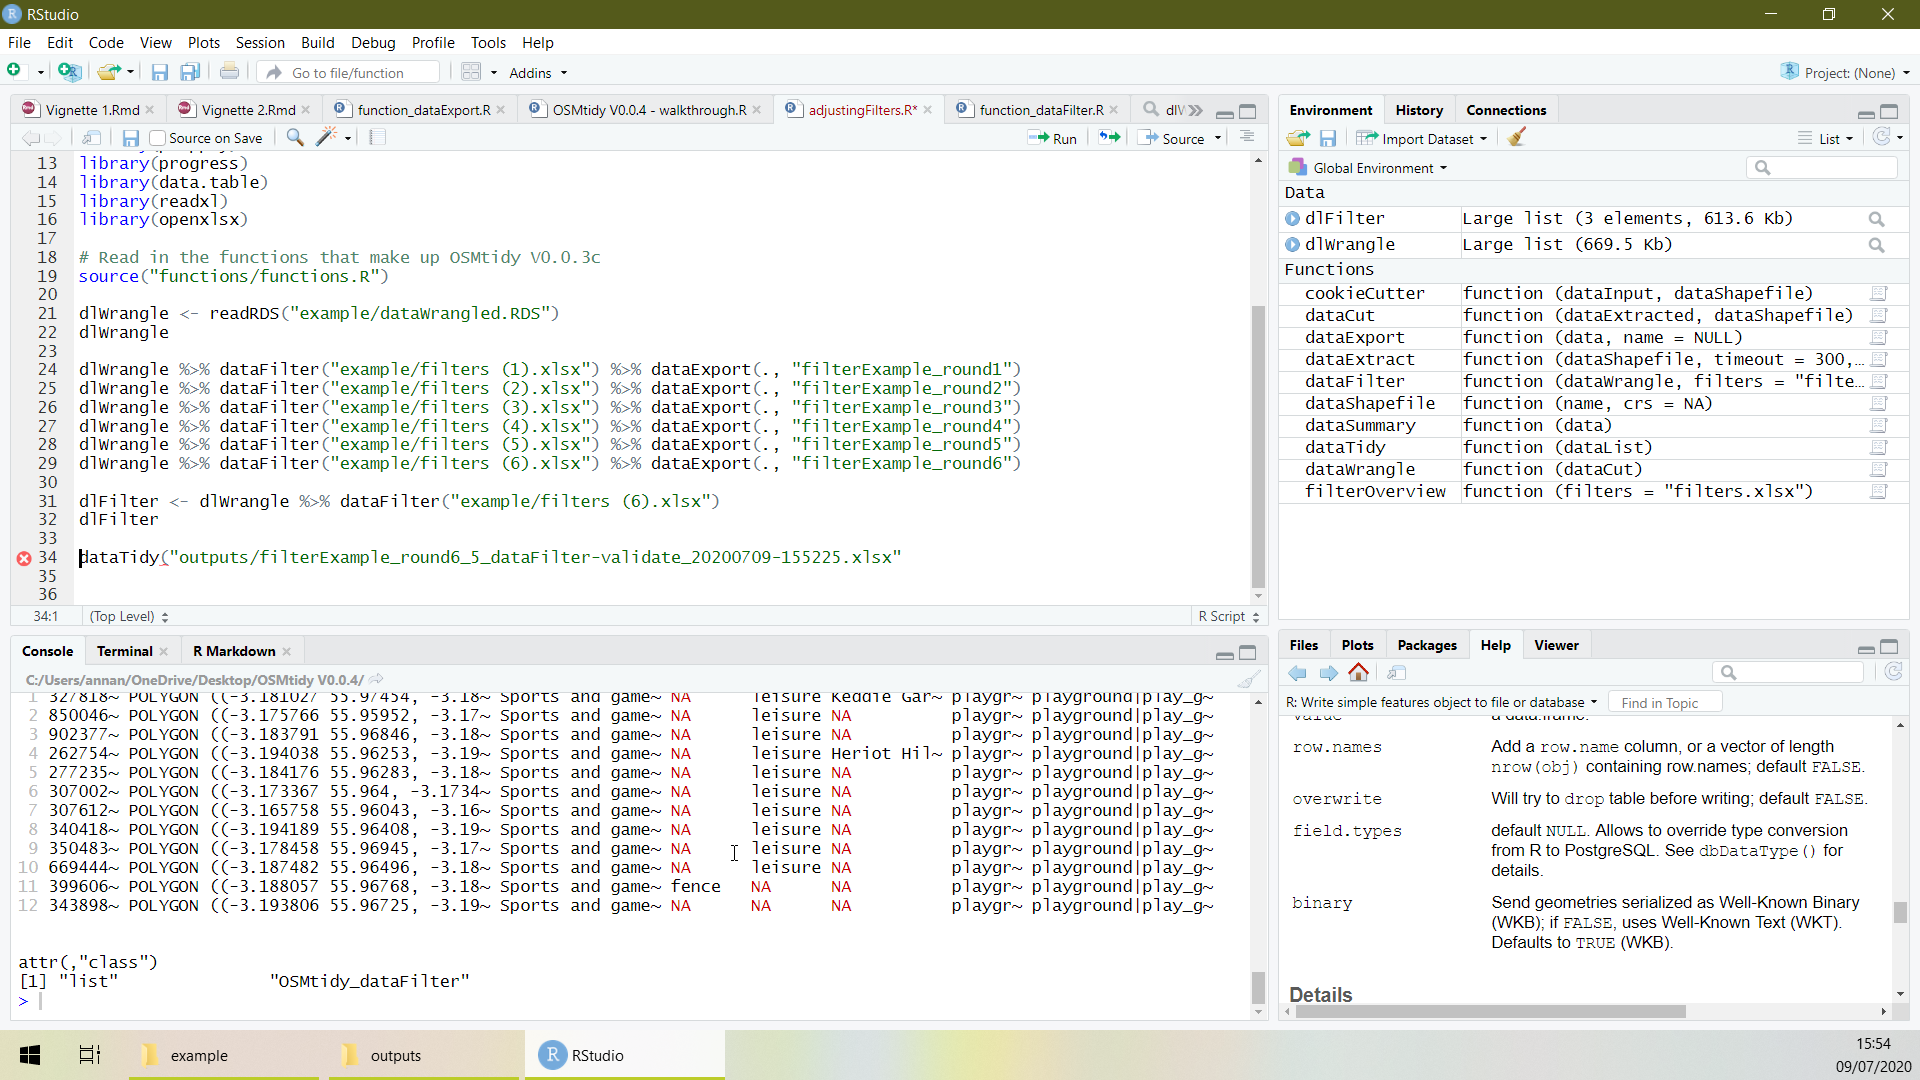 RStudio
File Edit Code View Plots Session Build Debug Profile Tools Help
Go to file/function Addins Project: (None)
Vignette 1.Rmd Vignette 2.Rmd function_dataExport.R OSMtidy V0.0.4 - walkthrough.R adjustingFilters.R* function_dataFilter.R
Source on Save Run Source
13 library(progress)
14 library(data.table)
15 library(readxl)
16 library(openxlsx)
17
18 # Read in the functions that make up OSMtidy V0.0.3c
19 source("functions/functions.R")
20
21 dlWrangle <- readRDS("example/dataWrangled.RDS")
22 dlWrangle
23
24 dlWrangle %>% dataFilter("example/filters (1).xlsx") %>% dataExport(., "filterExample_round1")
25 dlWrangle %>% dataFilter("example/filters (2).xlsx") %>% dataExport(., "filterExample_round2")
26 dlWrangle %>% dataFilter("example/filters (3).xlsx") %>% dataExport(., "filterExample_round3")
27 dlWrangle %>% dataFilter("example/filters (4).xlsx") %>% dataExport(., "filterExample_round4")
28 dlWrangle %>% dataFilter("example/filters (5).xlsx") %>% dataExport(., "filterExample_round5")
29 dlWrangle %>% dataFilter("example/filters (6).xlsx") %>% dataExport(., "filterExample_round6")
30
31 dlFilter <- dlWrangle %>% dataFilter("example/filters (6).xlsx")
32 dlFilter
33
34 dataTidy("outputs/filterExample_round6_5_dataFilter-validate_20200709-155225.xlsx"
35
36
34:1 (Top Level) R Script
Console Terminal R Markdown
C:/Users/annan/OneDrive/Desktop/OSMtidy V0.0.4/
1 327818~ POLYGON ((-3.181027 55.97454, -3.18~ Sports and game~ NA leisure Keddie Gar~ playgr~ playground|play_g~
2 850046~ POLYGON ((-3.175766 55.95952, -3.17~ Sports and game~ NA leisure NA playgr~ playground|play_g~
3 902377~ POLYGON ((-3.183791 55.96846, -3.18~ Sports and game~ NA leisure NA playgr~ playground|play_g~
4 262754~ POLYGON ((-3.194038 55.96253, -3.19~ Sports and game~ NA leisure Heriot Hil~ playgr~ playground|play_g~
5 277235~ POLYGON ((-3.184176 55.96283, -3.18~ Sports and game~ NA leisure NA playgr~ playground|play_g~
6 307002~ POLYGON ((-3.173367 55.964, -3.1734~ Sports and game~ NA leisure NA playgr~ playground|play_g~
7 307612~ POLYGON ((-3.165758 55.96043, -3.16~ Sports and game~ NA leisure NA playgr~ playground|play_g~
8 340418~ POLYGON ((-3.194189 55.96408, -3.19~ Sports and game~ NA leisure NA playgr~ playground|play_g~
9 350483~ POLYGON ((-3.178458 55.96945, -3.17~ Sports and game~ NA leisure NA playgr~ playground|play_g~
10 669444~ POLYGON ((-3.187482 55.96496, -3.18~ Sports and game~ NA leisure NA playgr~ playground|play_g~
11 399606~ POLYGON ((-3.188057 55.96768, -3.18~ Sports and game~ fence NA NA playgr~ playground|play_g~
12 343898~ POLYGON ((-3.193806 55.96725, -3.19~ Sports and game~ NA NA NA playgr~ playground|play_g~
attr(,"class")
[1] "list" "OSMtidy_dataFilter"
>
Environment History Connections
Import Dataset List
Global Environment
Data
dlFilter Large list (3 elements, 613.6 Kb)
dlWrangle Large list (669.5 Kb)
Functions
cookieCutter function (dataInput, dataShapefile)
dataCut function (dataExtracted, dataShapefile)
dataExport function (data, name = NULL)
dataExtract function (dataShapefile, timeout = 300,…
dataFilter function (dataWrangle, filters = "filte…
dataShapefile function (name, crs = NA)
dataSummary function (data)
dataTidy function (dataList)
dataWrangle function (dataCut)
filterOverview function (filters = "filters.xlsx")
Files Plots Packages Help Viewer
R: Write simple features object to file or database Find in Topic
value a data.frame.
row.names Add a row.name column, or a vector of length
nrow(obj) containing row.names; default FALSE.
overwrite Will try to drop table before writing; default FALSE.
field.types default NULL. Allows to override type conversion
from R to PostgreSQL. See dbDataType() for
details.
binary Send geometries serialized as Well-Known Binary
(WKB); if FALSE, uses Well-Known Text (WKT).
Defaults to TRUE (WKB).
Details
example outputs RStudio
15:54
09/07/2020